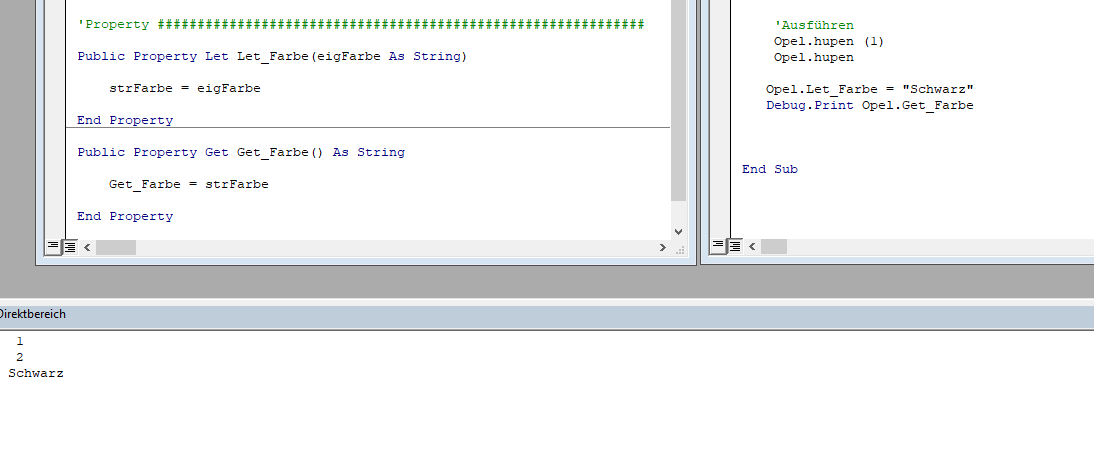 'Property #############################################################
Public Property Let Let_Farbe(eigFarbe As String)
strFarbe = eigFarbe
End Property
Public Property Get Get_Farbe() As String
Get_Farbe = strFarbe
End Property
'Ausführen
Opel.hupen (1)
Opel.hupen
Opel.Let_Farbe = "Schwarz"
Debug.Print Opel.Get_Farbe
End Sub
Direktbereich
1
2
Schwarz